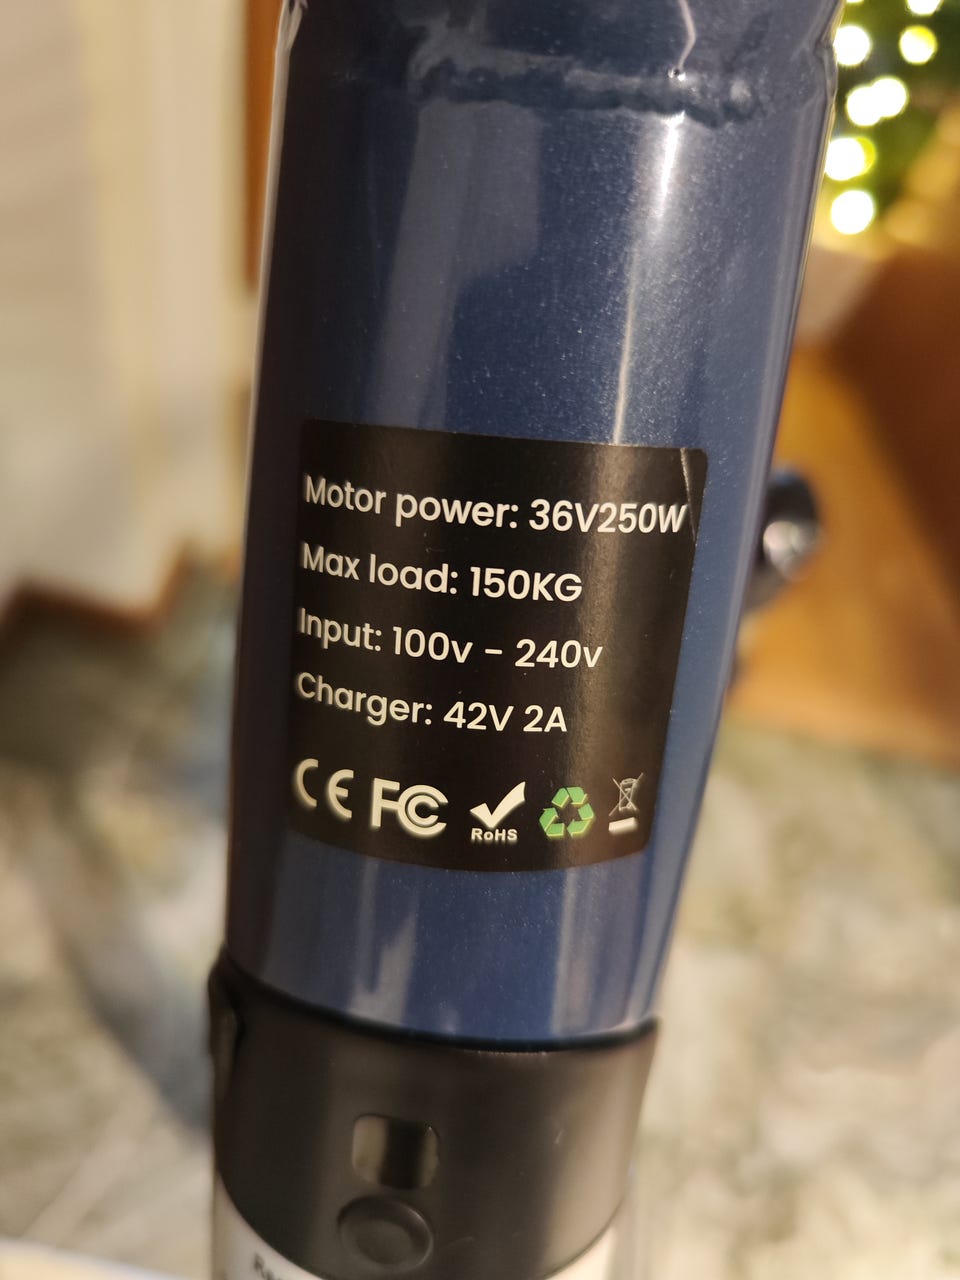 Motor power: 36V250W
Max load: 150KG
Input: 100v - 240v
Charger: 42V 2A
CE FC RoHS